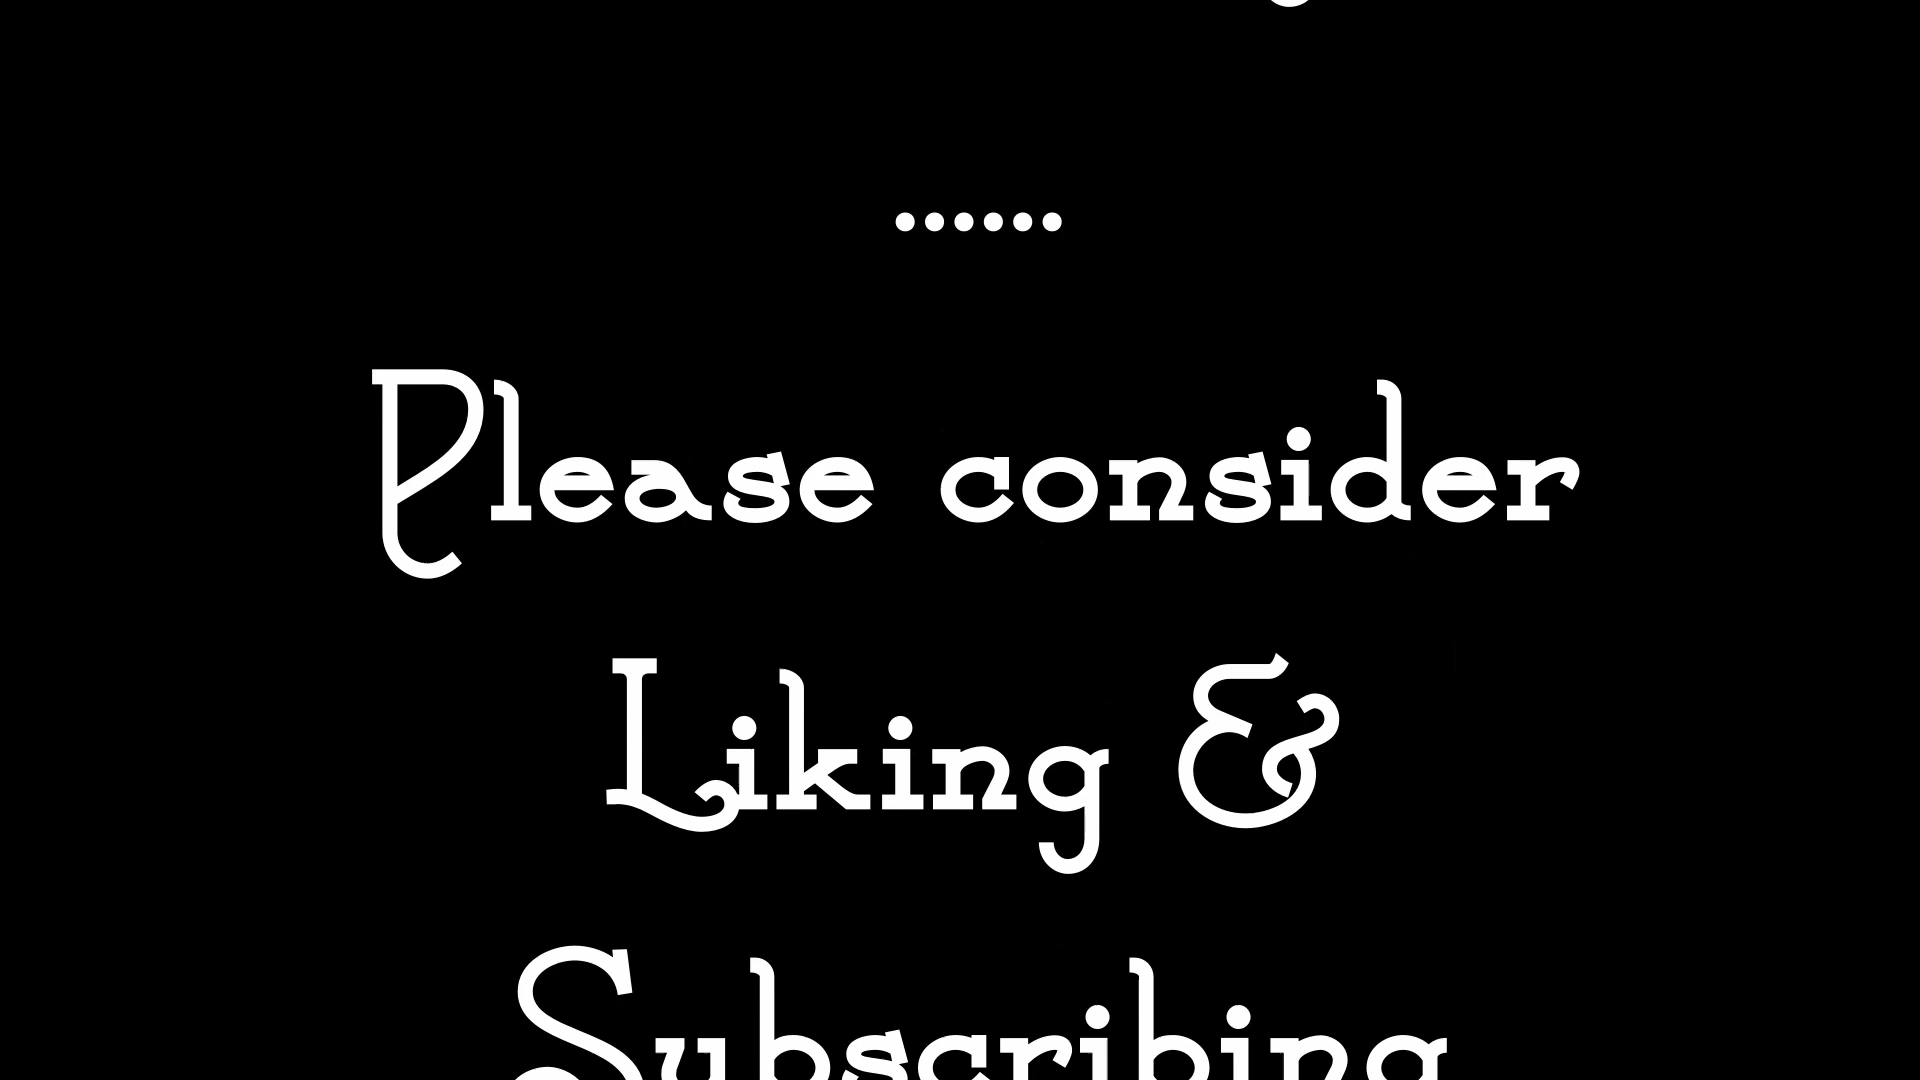 ......
Please consider
Liking &
Subscribing